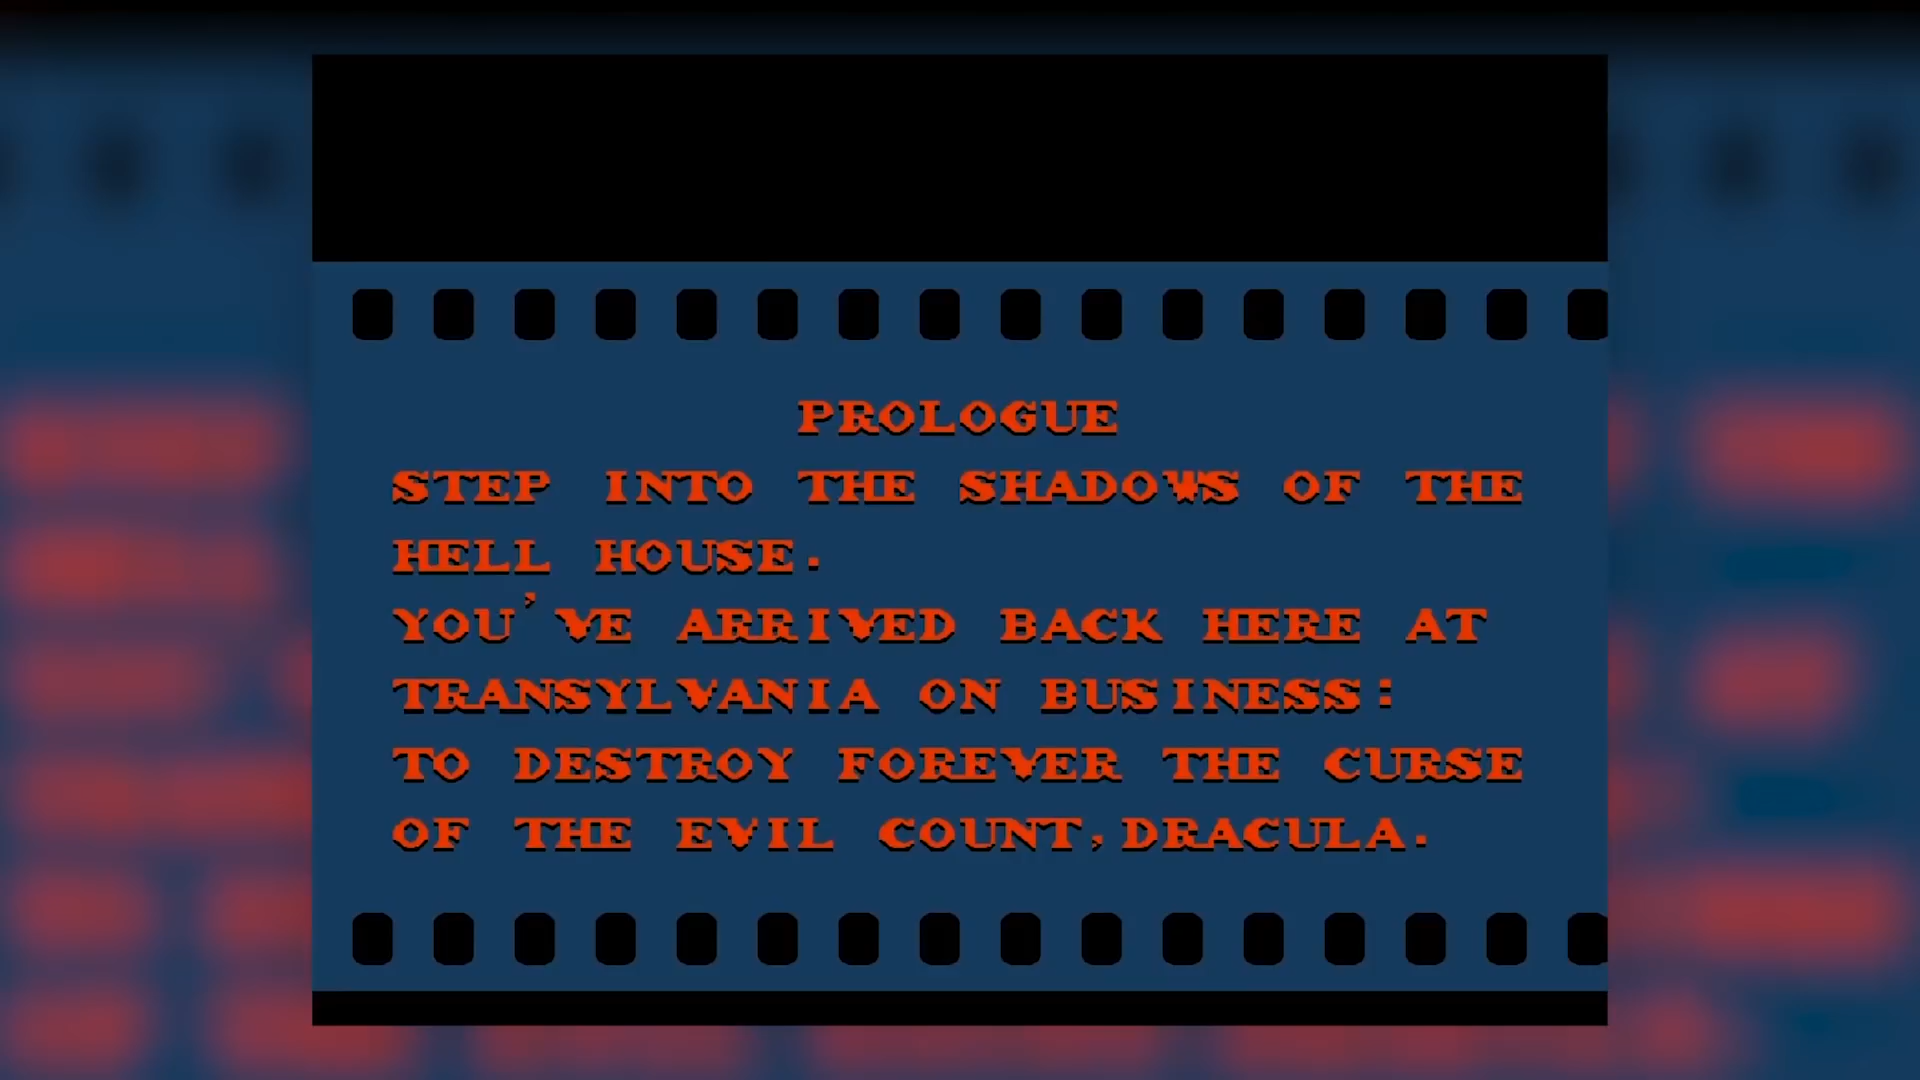 PROLOGUE
STEP INTO THE SHADOWS OF THE
HELL HOUSE.
YOU'VE ARRIVED BACK HERE AT
TRANSYLVANIA ON BUSINESS:
TO DESTROY FOREVER THE CURSE
OF THE EVIL COUNT,DRACULA.